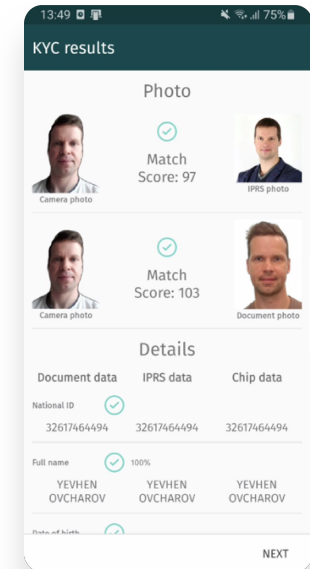 13:49 75%
KYC results
Photo
Match
Score: 97
Camera photo IPRS photo
Match
Score: 103
Camera photo Document photo
Details
Document data IPRS data Chip data
National ID
32617464494 32617464494 32617464494
Full name 100%
YEVHEN YEVHEN YEVHEN
OVCHAROV OVCHAROV OVCHAROV
Date of birth
NEXT